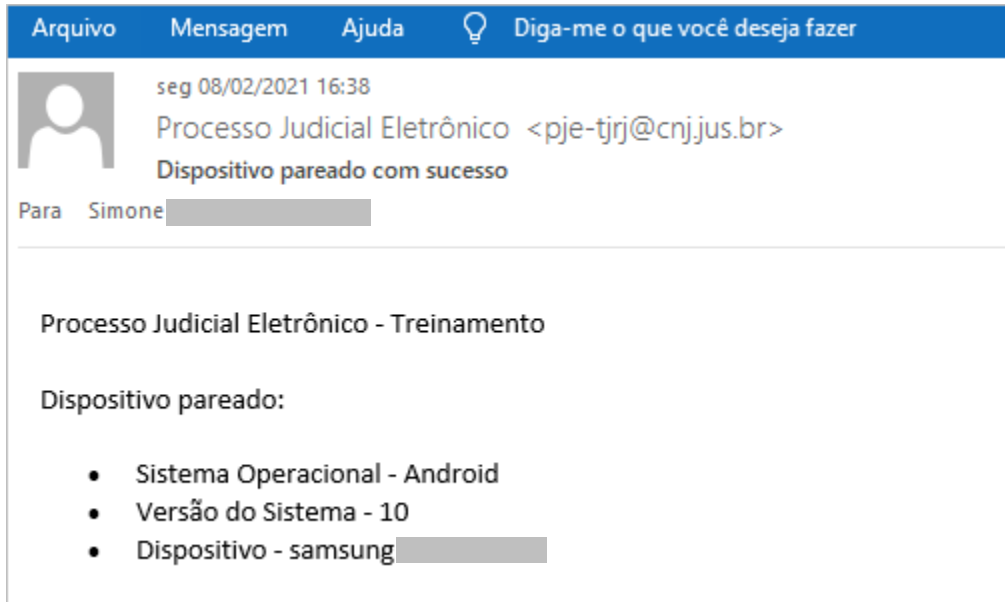 Arquivo Mensagem Ajuda Diga-me o que você deseja fazer
seg 08/02/2021 16:38
Processo Judicial Eletrônico <pje-tjrj@cnj.jus.br>
Dispositivo pareado com sucesso
Para Simone
Processo Judicial Eletrônico - Treinamento
Dispositivo pareado:
• Sistema Operacional - Android
• Versão do Sistema - 10
• Dispositivo - samsung